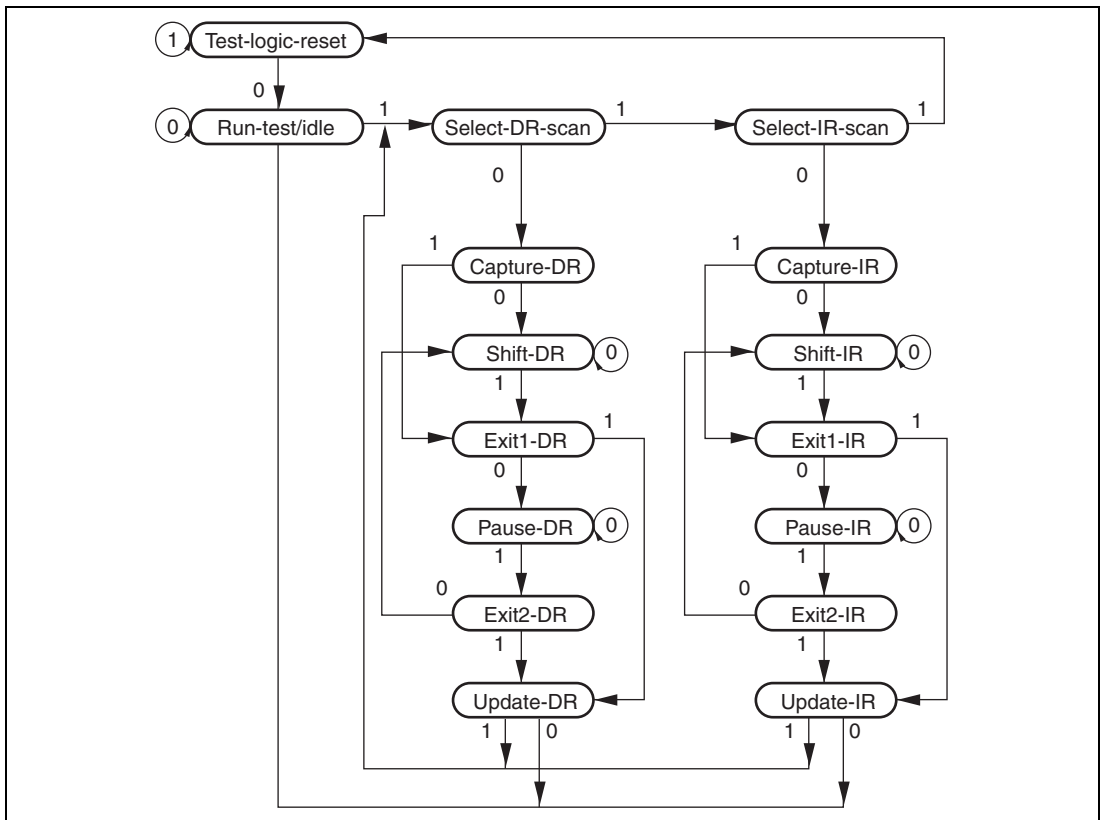 1 Test-logic-reset
0
0 Run-test/idle 1 Select-DR-scan 1 Select-IR-scan 1
0 0
1 1
Capture-DR Capture-IR
0 0
Shift-DR 0 Shift-IR 0
1 1
Exit1-DR 1 Exit1-IR 1
0 0
Pause-DR 0 Pause-IR 0
1 1
0 Exit2-DR 0 Exit2-IR
1 1
Update-DR Update-IR
1 0 1 0